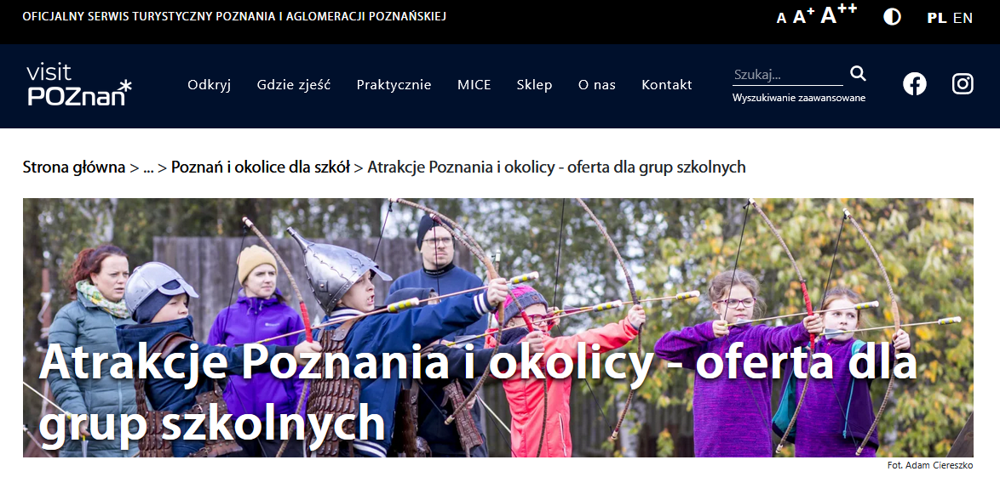 OFICJALNY SERWIS TURYSTYCZNY POZNANIA I AGLOMERACJI POZNAŃSKIEJ
A A+ A++ PL EN
visit
POZnań*
Odkryj Gdzie zjeść Praktycznie MICE Sklep O nas Kontakt
Szukaj...
Wyszukiwanie zaawansowane
Strona główna > ... > Poznań i okolice dla szkół > Atrakcje Poznania i okolicy - oferta dla grup szkolnych
Atrakcje Poznania i okolicy - oferta dla
grup szkolnych
Fot. Adam Ciereszko